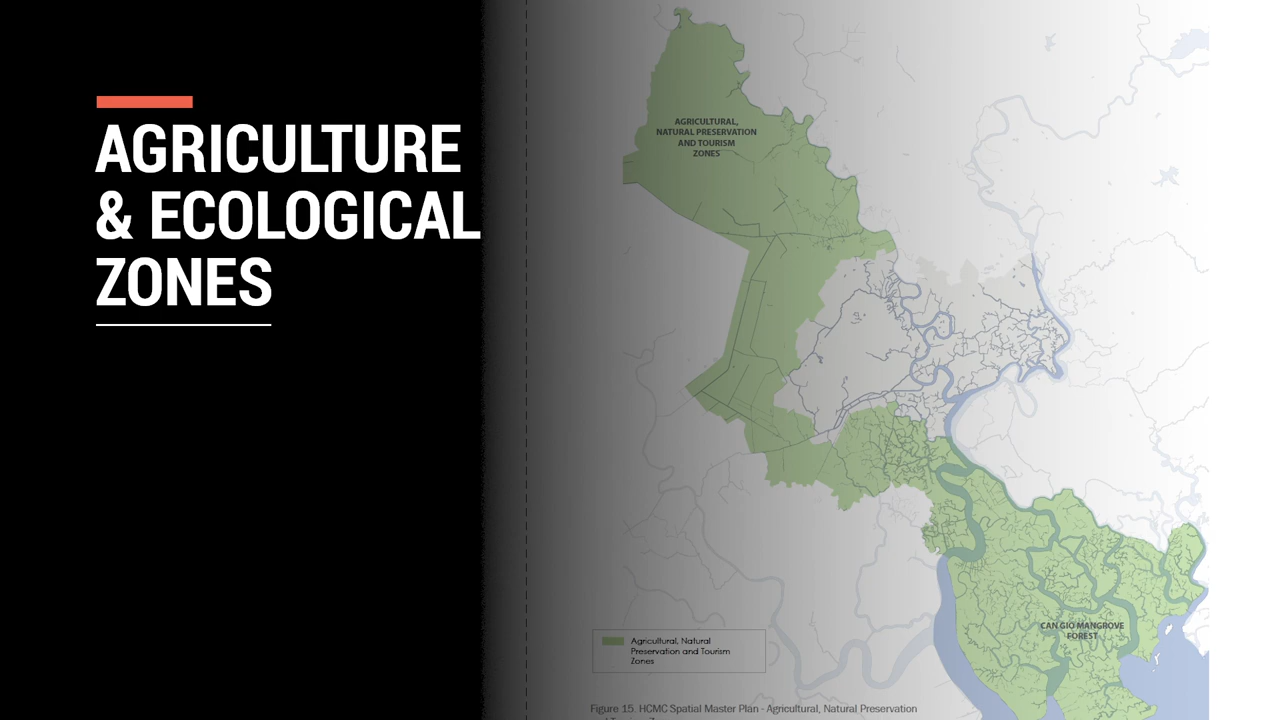 AGRICULTURE
& ECOLOGICAL
ZONES
AGRICULTURAL,
NATURAL PRESERVATION
AND TOURISM
ZONES
CAN GIO MANGROVE
FOREST
Agricultural, Natural
Preservation and Tourism
Zones
Figure 15. HCMC Spatial Master Plan - Agricultural, Natural Preservation